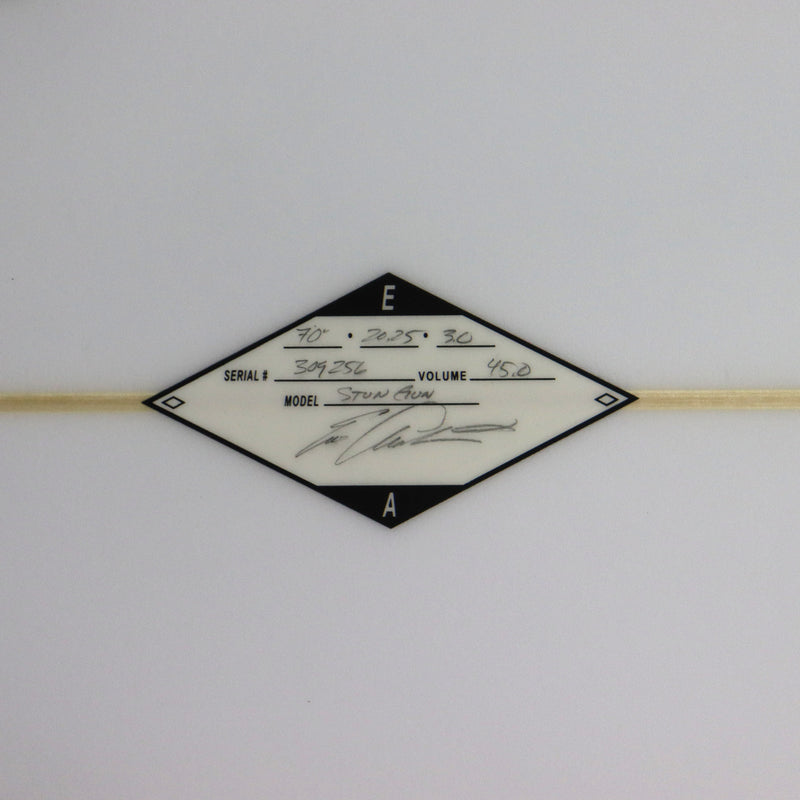 E
7'0" • 20.25 • 3.0
SERIAL # 309256 VOLUME 45.0
MODEL STUN GUN
A